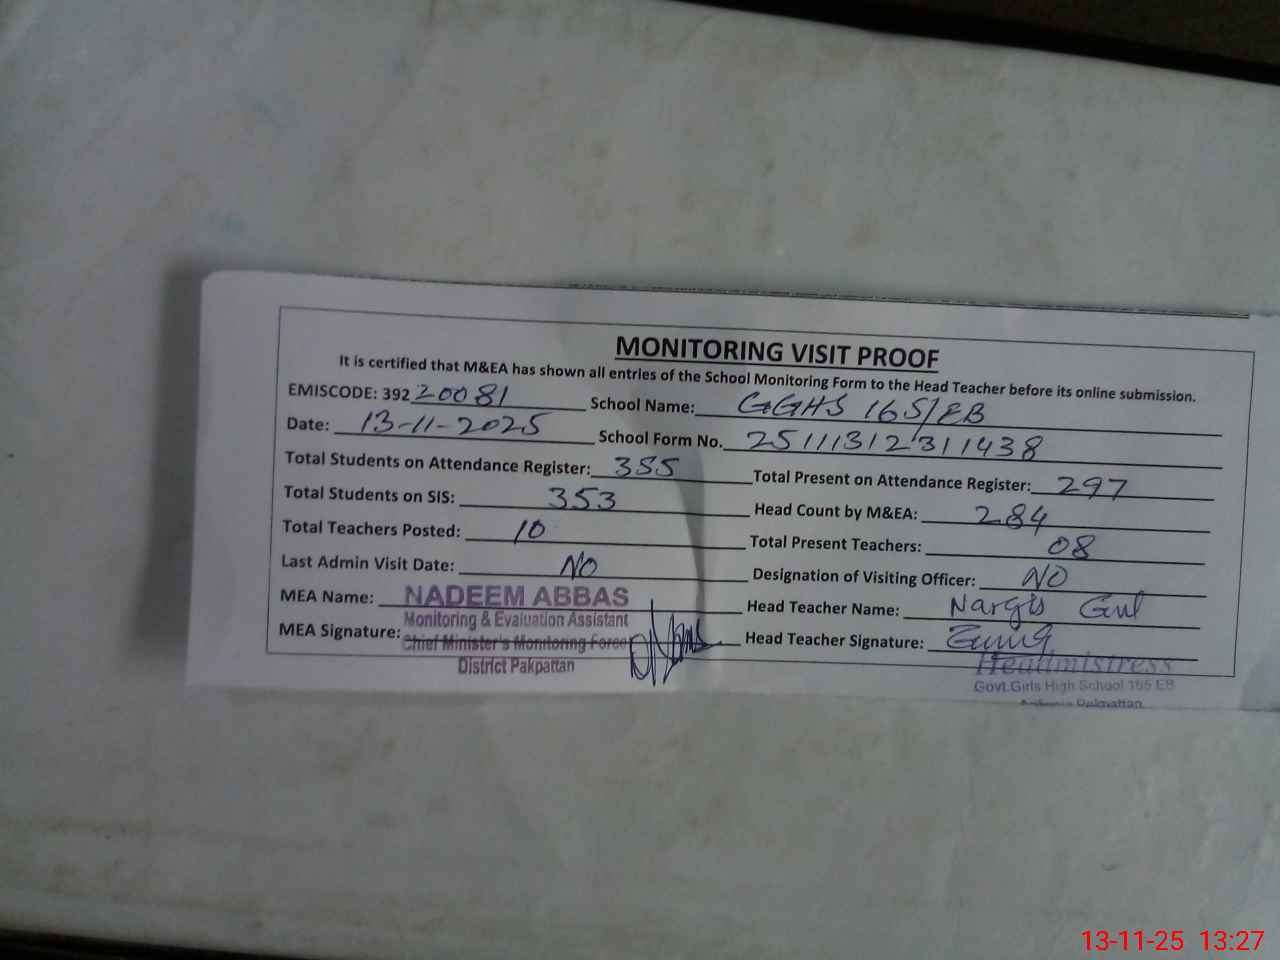 MONITORING VISIT PROOF
It is certified that M&EA has shown all entries of the School Monitoring Form to the Head Teacher before its online submission.
EMISCODE: 39220081 School Name: GGHS 165/EB
Date: 13-11-2025 School Form No. 25111312311438
Total Students on Attendance Register: 355 Total Present on Attendance Register: 297
Total Students on SIS: 353 Head Count by M&EA: 284
Total Teachers Posted: 10 Total Present Teachers: 08
Last Admin Visit Date: NO Designation of Visiting Officer: NO
MEA Name: NADEEM ABBAS Head Teacher Name: Nargis Gul
Monitoring & Evaluation Assistant
MEA Signature: Chief Minister's Monitoring Force Head Teacher Signature:
District Pakpattan
Headmistress
Govt.Girls High School 165 EB
Pakpattan
13-11-25 13:27